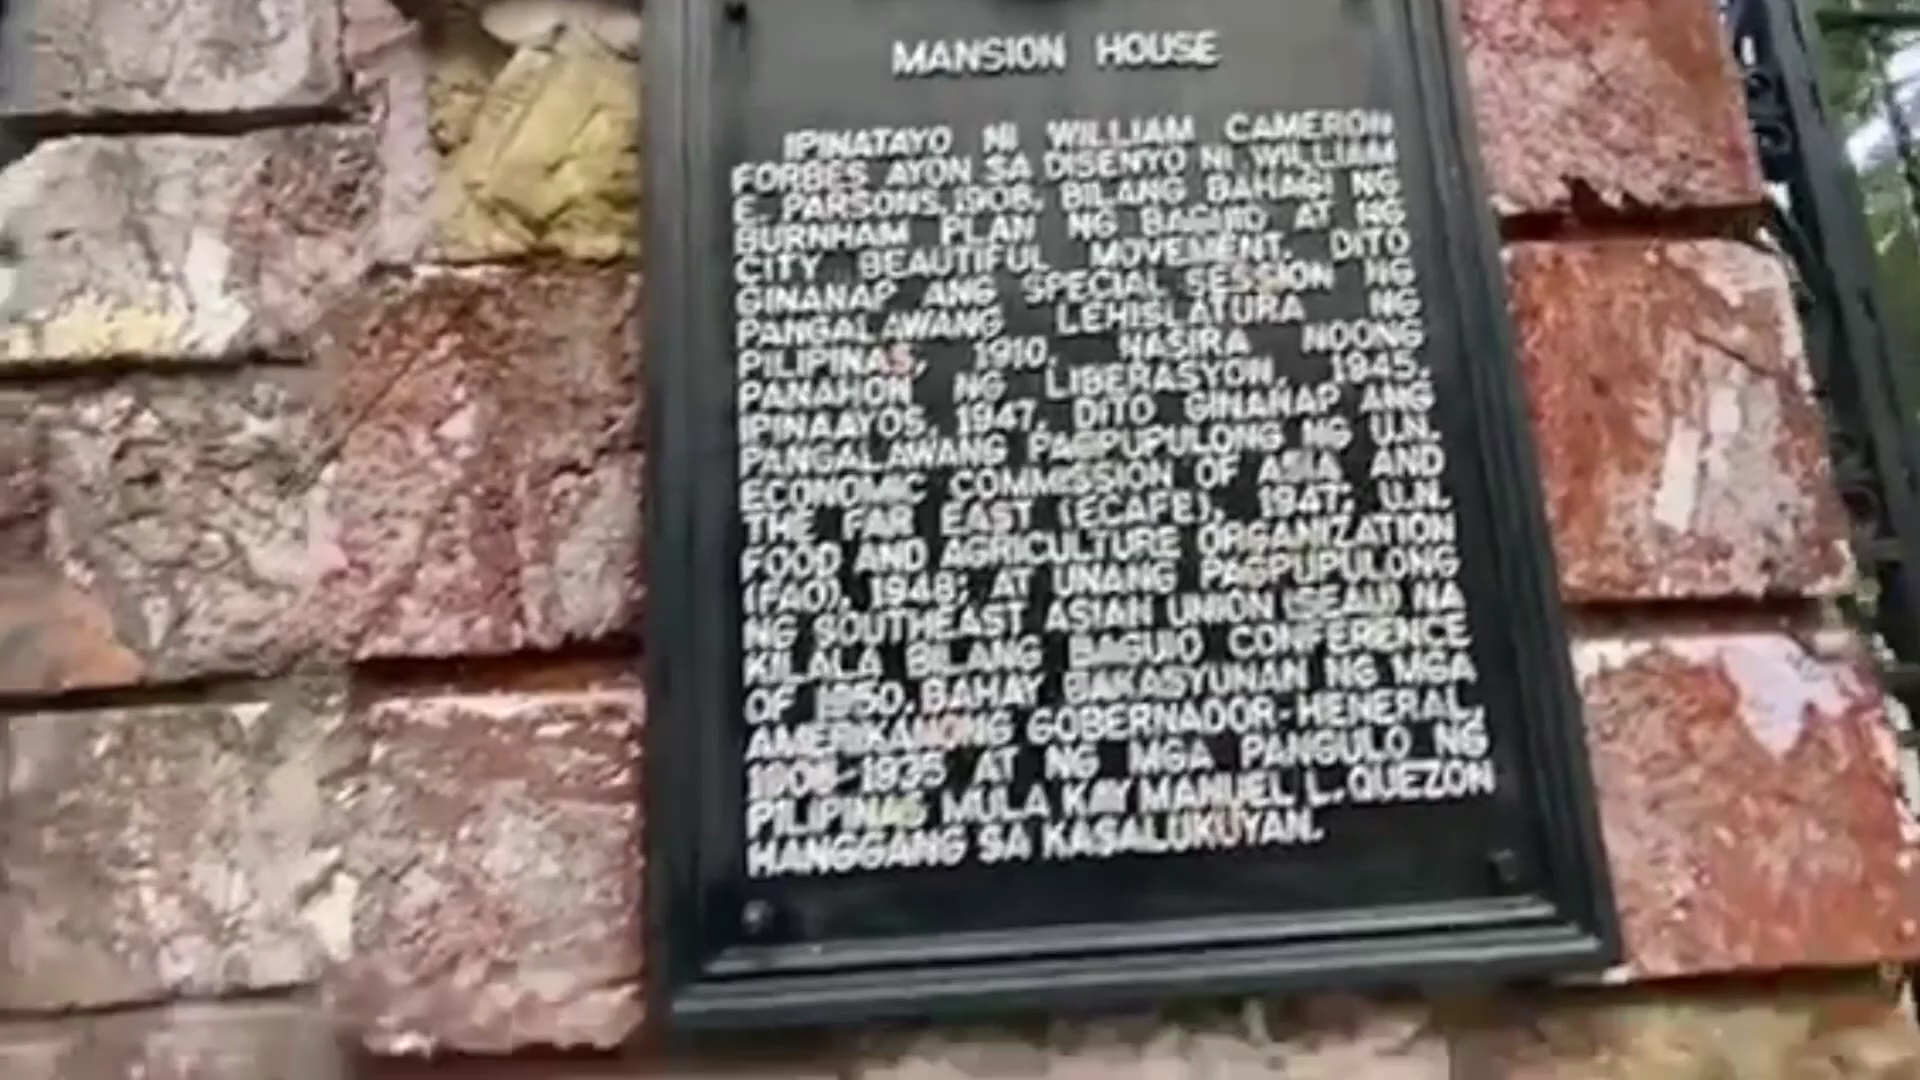 MANSION HOUSE
IPINATAYO NI WILLIAM CAMERON
FORBES AYON SA DISENYO NI WILLIAM
E. PARSONS, 1908, BILANG BAHAGI NG
BURNHAM PLAN NG BAGUIO AT NG
CITY BEAUTIFUL MOVEMENT. DITO
GINANAP ANG SPECIAL SESSION NG
PANGALAWANG LEHISLATURA NG
PILIPINAS, 1910. NASIRA NOONG
PANAHON NG LIBERASYON, 1945.
IPINAAYOS, 1947. DITO GINANAP ANG
PANGALAWANG PAGPUPULONG NG U.N.
ECONOMIC COMMISSION OF ASIA AND
THE FAR EAST (ECAFE), 1947; U.N.
FOOD AND AGRICULTURE ORGANIZATION
(FAO), 1948; AT UNANG PAGPUPULONG
NG SOUTHEAST ASIAN UNION (SEAU) NA
KILALA BILANG BAGUIO CONFERENCE
OF 1950. BAHAY BAKASYUNAN NG MGA
AMERIKANONG GOBERNADOR-HENERAL,
1908-1935 AT NG MGA PANGULO NG
PILIPINAS MULA KAY MANUEL L. QUEZON
HANGGANG SA KASALUKUYAN.